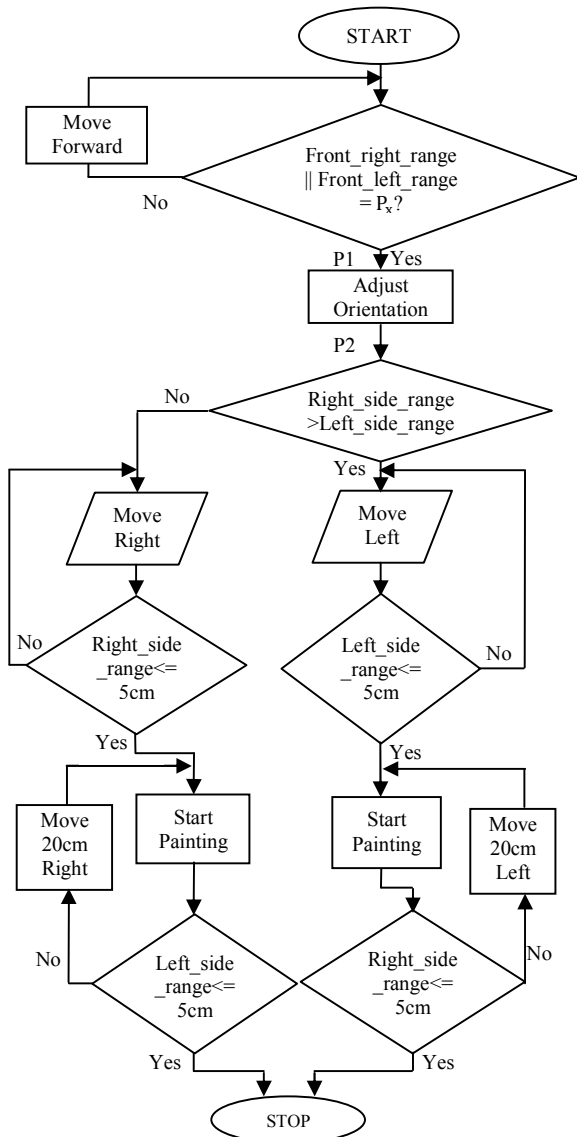 START
Move
Forward
Front_right_range
|| Front_left_range
= Px?
No
P1
Yes
Adjust
Orientation
P2
No
Right_side_range
>Left_side_range
Yes
Move
Right
Move
Left
No
Right_side
_range<=
5cm
Left_side
_range<=
5cm
No
Yes
Yes
Move
20cm
Right
Start
Painting
Start
Painting
Move
20cm
Left
No
Left_side
_range<=
5cm
Right_side
_range<=
5cm
No
Yes
Yes
STOP